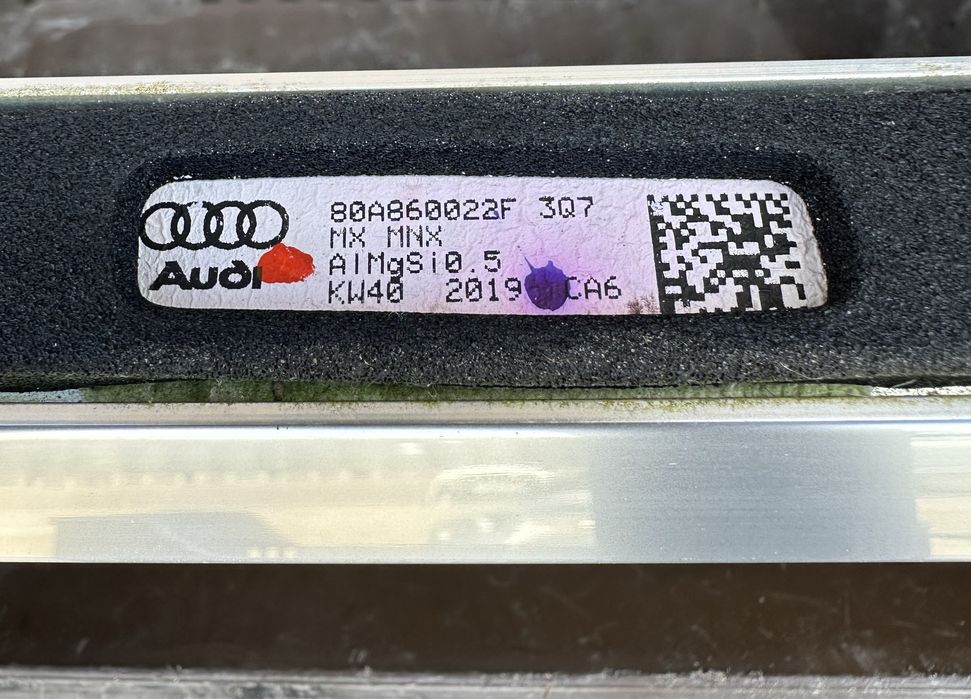 80A860022F 3Q7
MX MNX
AlMgSi0.5
Audi
KW40 2019 CA6